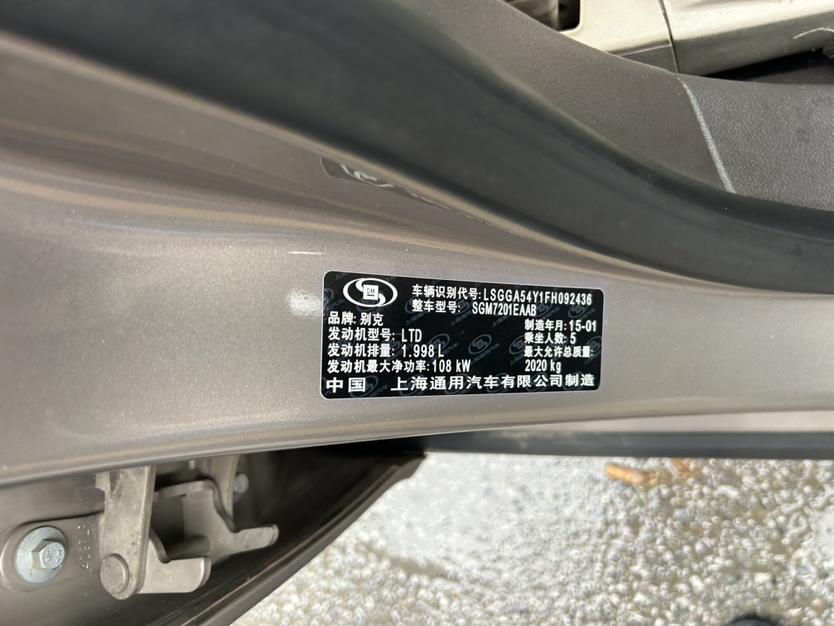 GM
车辆识别代号:LSGGA54Y1FH092436
整车型号: SGM7201EAAB
品牌: 别克
制造年月: 15-01
发动机型号: LTD
乘坐人数: 5
发动机排量: 1.998 L
最大允许总质量:
发动机最大净功率: 108 kW
2020 kg
中国 上海通用汽车有限公司制造